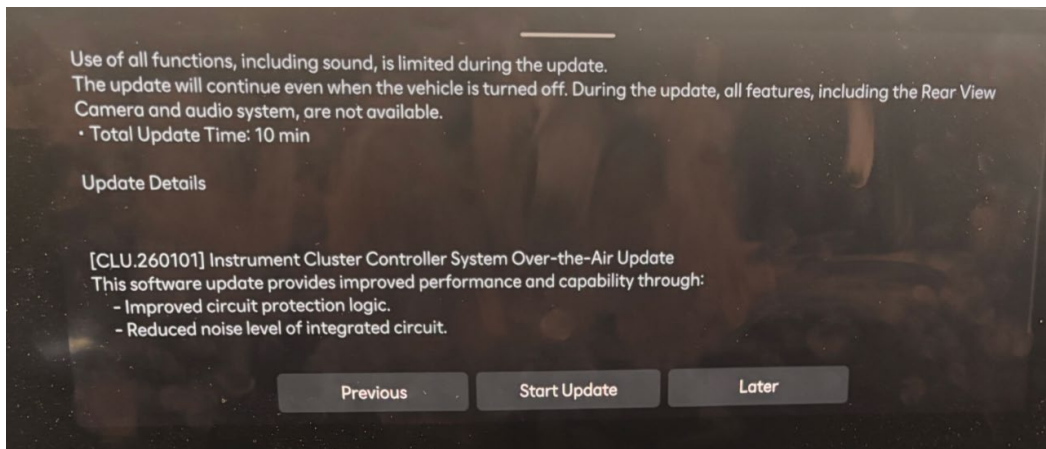 Use of all functions, including sound, is limited during the update.
The update will continue even when the vehicle is turned off. During the update, all features, including the Rear View
Camera and audio system, are not available.
• Total Update Time: 10 min
Update Details
[CLU.260101] Instrument Cluster Controller System Over-the-Air Update
This software update provides improved performance and capability through:
- Improved circuit protection logic.
- Reduced noise level of integrated circuit.
Previous
Start Update
Later